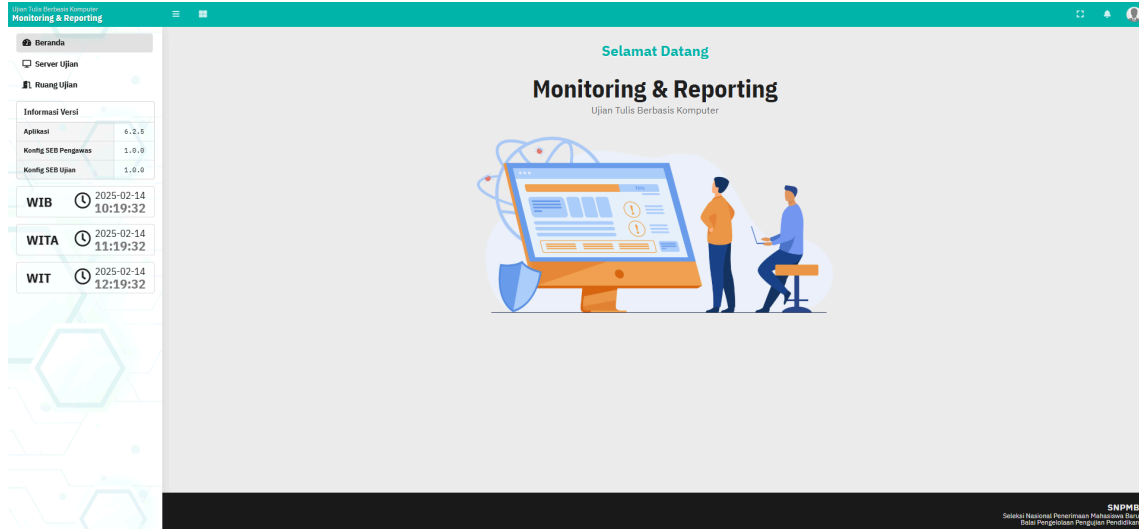 Ujian Tulis Berbasis Komputer
Monitoring & Reporting
Beranda
Server Ujian
Ruang Ujian
Informasi Versi
Aplikasi 6.2.5
Konfig SEB Pengawas 1.0.0
Konfig SEB Ujian 1.0.0
WIB 2025-02-14
10:19:32
WITA 2025-02-14
11:19:32
WIT 2025-02-14
12:19:32
Selamat Datang
Monitoring & Reporting
Ujian Tulis Berbasis Komputer
SNPMB
Seleksi Nasional Penerimaan Mahasiswa Baru
Balai Pengelolaan Pengujian Pendidikan